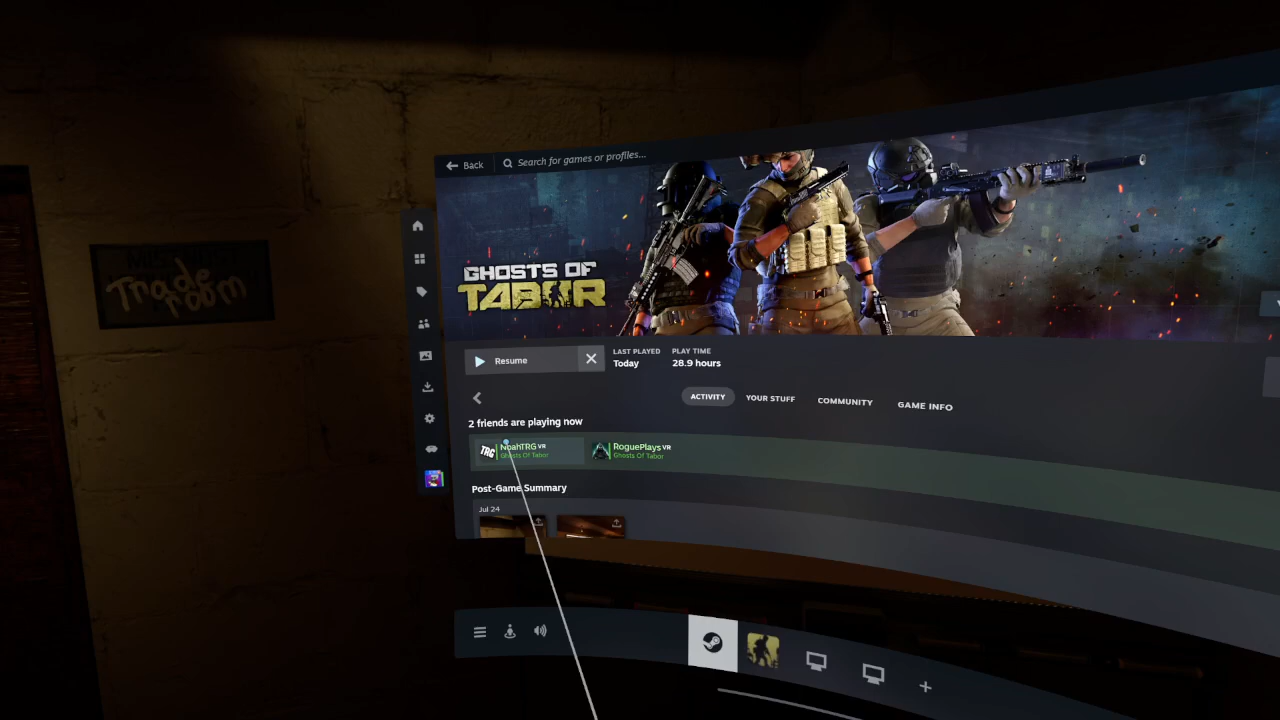 Back
Search for games or profiles...
Trade
room
GHOSTS OF
TABOR
Resume
LAST PLAYED
Today
PLAY TIME
28.9 hours
ACTIVITY
YOUR STUFF
COMMUNITY
GAME INFO
2 friends are playing now
TRG
NoahTRG VR
Ghosts Of Tabor
RoguePlays VR
Ghosts Of Tabor
Post-Game Summary
Jul 24